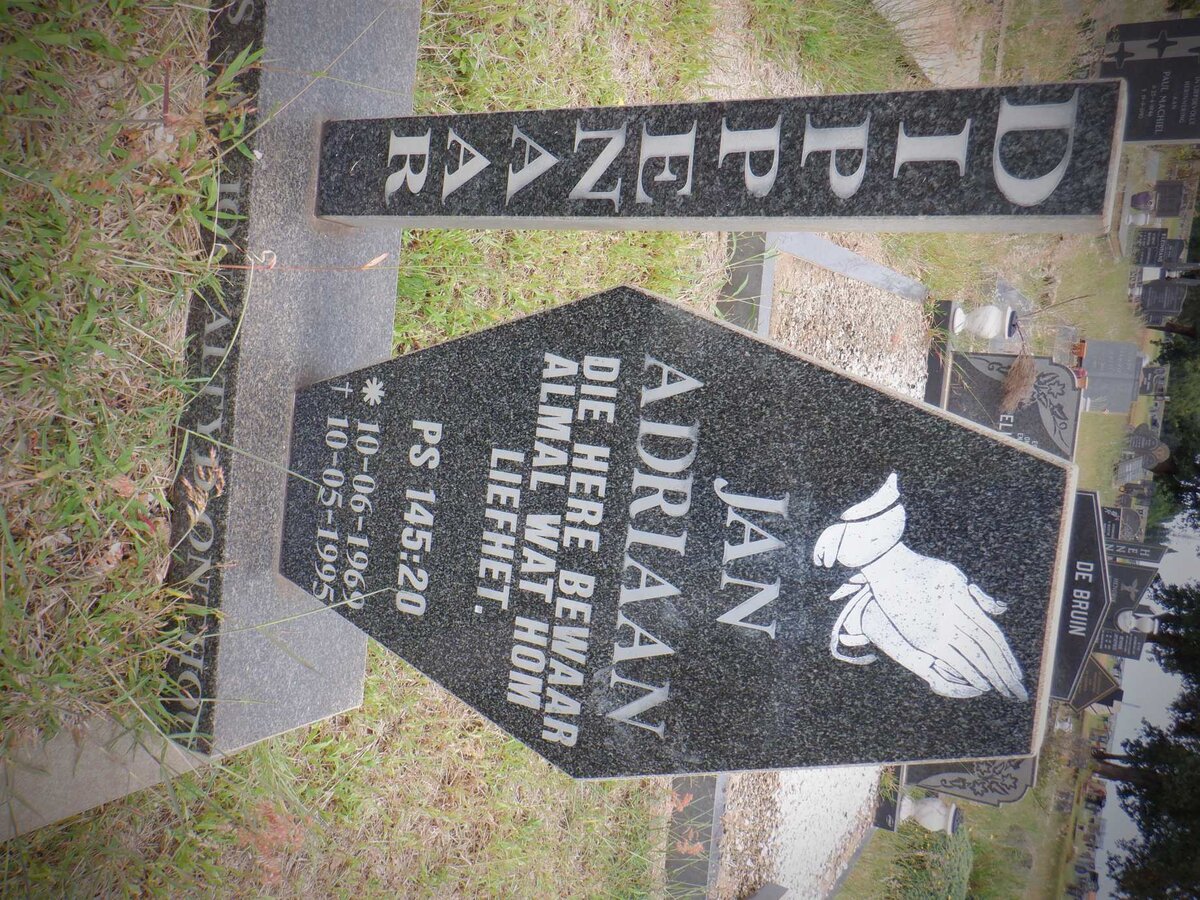 DIPPENAAR
JAN
ADRIAAN
DIE HERE BEWAAR
ALMAL WAT HOM
LIEFHET.
PS 145:20
10-06-1969
† 10-05-1995
DE BRUIN